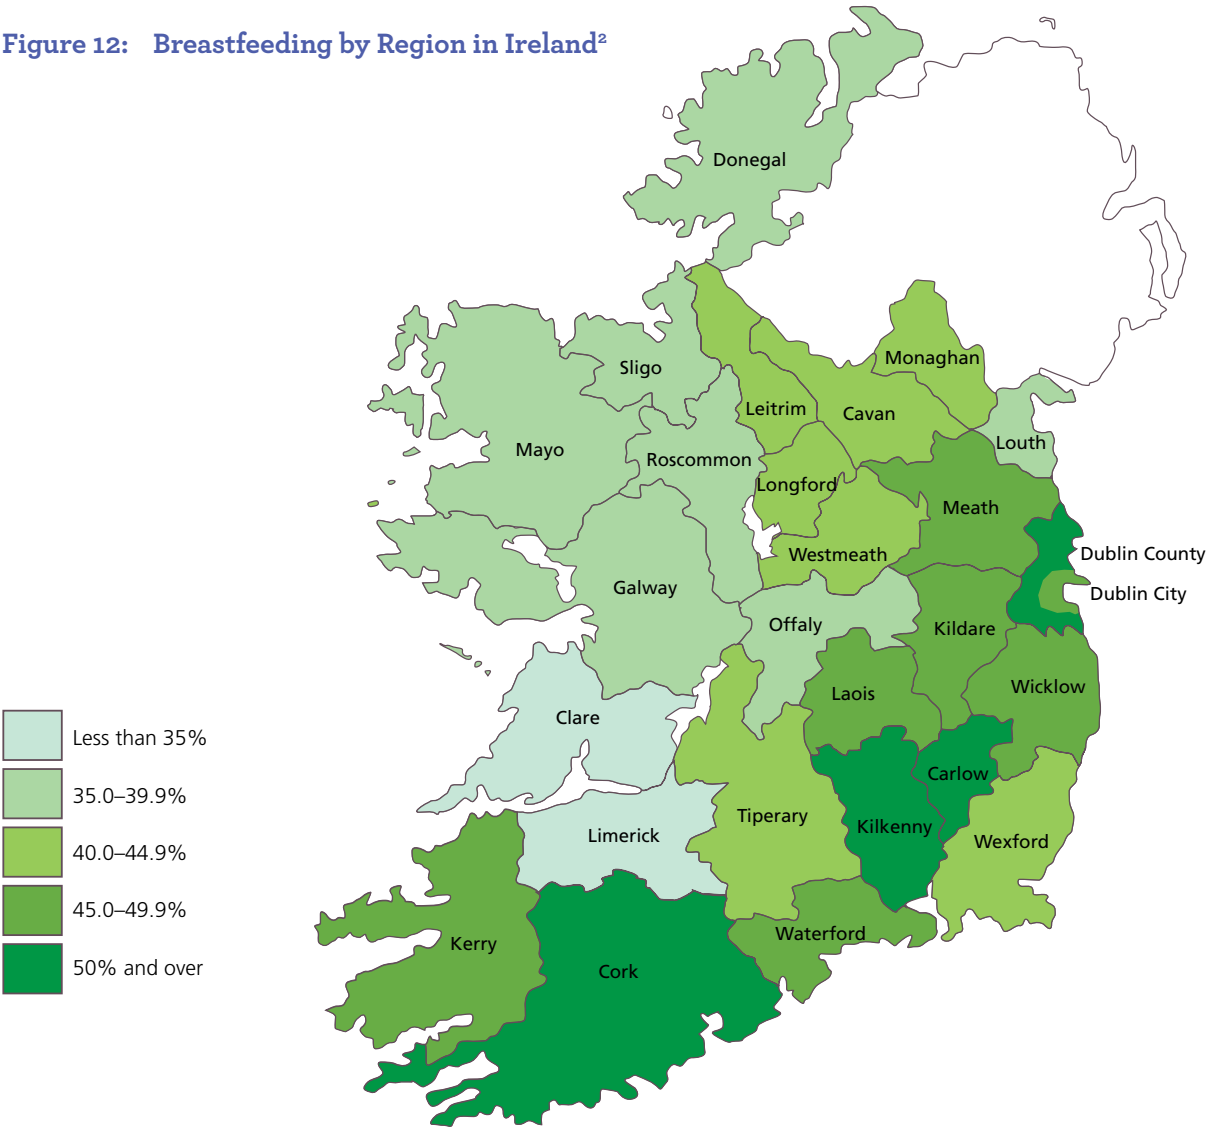 Figure 12: Breastfeeding by Region in Ireland²
Donegal
Monaghan
Sligo
Leitrim
Cavan
Louth
Mayo
Roscommon
Longford
Meath
Westmeath
Dublin County
Dublin City
Galway
Offaly
Kildare
Wicklow
Laois
Clare
Carlow
Tiperary
Kilkenny
Limerick
Wexford
Waterford
Kerry
Cork
Less than 35%
35.0–39.9%
40.0–44.9%
45.0–49.9%
50% and over